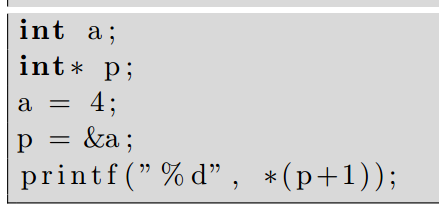 int a;
int* p;
a = 4;
p = &a;
printf("%d", *(p+1));